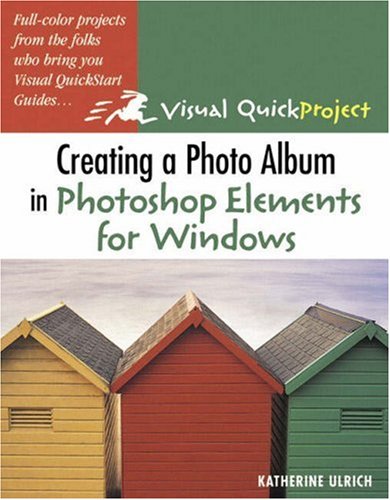 Full-color projects
from the folks
who bring you
Visual QuickStart
Guides...
Visual QuickProject
Creating a Photo Album
in Photoshop Elements
for Windows
KATHERINE ULRICH